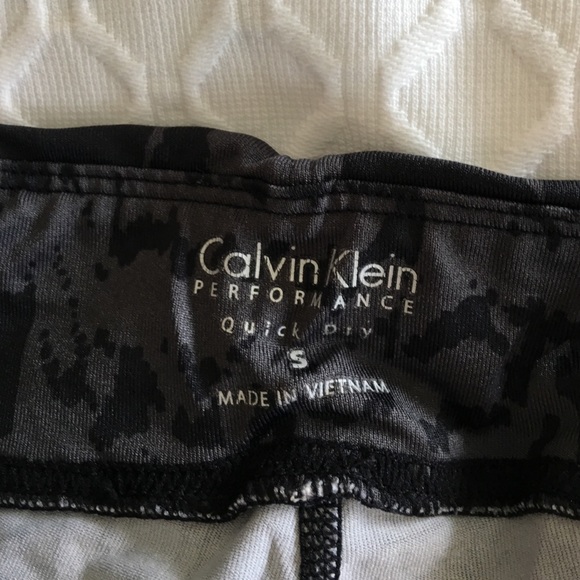 Calvin Klein
PERFORMANCE
Quick Dry
S
MADE IN VIETNAM